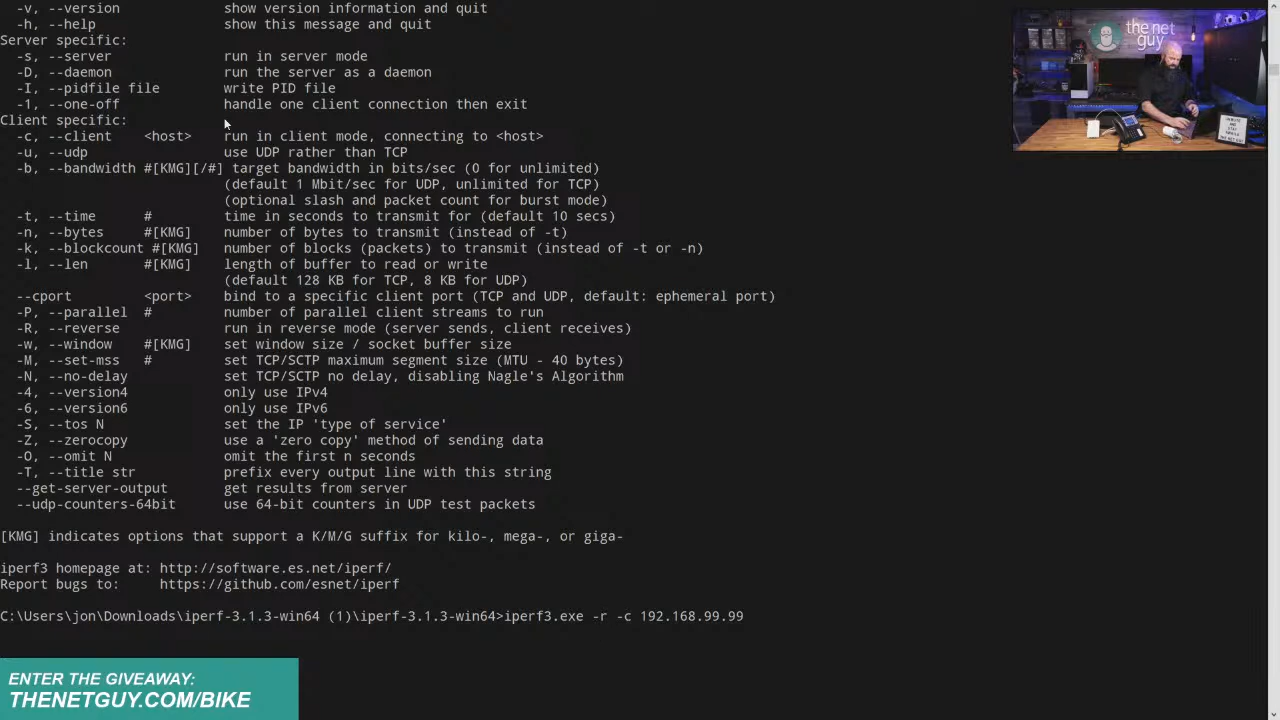 -v, --version             show version information and quit
-h, --help                show this message and quit
Server specific:
-s, --server              run in server mode
-D, --daemon              run the server as a daemon
-I, --pidfile file        write PID file
-1, --one-off             handle one client connection then exit
Client specific:
-c, --client    <host>    run in client mode, connecting to <host>
-u, --udp                 use UDP rather than TCP
-b, --bandwidth #[KMG][/#] target bandwidth in bits/sec (0 for unlimited)
(default 1 Mbit/sec for UDP, unlimited for TCP)
(optional slash and packet count for burst mode)
-t, --time      #         time in seconds to transmit for (default 10 secs)
-n, --bytes     #[KMG]    number of bytes to transmit (instead of -t)
-k, --blockcount #[KMG]   number of blocks (packets) to transmit (instead of -t or -n)
-l, --len       #[KMG]    length of buffer to read or write
(default 128 KB for TCP, 8 KB for UDP)
--cport         <port>    bind to a specific client port (TCP and UDP, default: ephemeral port)
-P, --parallel  #         number of parallel client streams to run
-R, --reverse             run in reverse mode (server sends, client receives)
-w, --window    #[KMG]    set window size / socket buffer size
-M, --set-mss   #         set TCP/SCTP maximum segment size (MTU - 40 bytes)
-N, --no-delay            set TCP/SCTP no delay, disabling Nagle's Algorithm
-4, --version4            only use IPv4
-6, --version6            only use IPv6
-S, --tos N               set the IP 'type of service'
-Z, --zerocopy            use a 'zero copy' method of sending data
-O, --omit N              omit the first n seconds
-T, --title str           prefix every output line with this string
--get-server-output       get results from server
--udp-counters-64bit      use 64-bit counters in UDP test packets
[KMG] indicates options that support a K/M/G suffix for kilo-, mega-, or giga-
iperf3 homepage at: http://software.es.net/iperf/
Report bugs to:     https://github.com/esnet/iperf
C:\Users\jon\Downloads\iperf-3.1.3-win64 (1)\iperf-3.1.3-win64>iperf3.exe -r -c 192.168.99.99
the net
guy
ENTER THE GIVEAWAY:
THENETGUY.COM/BIKE